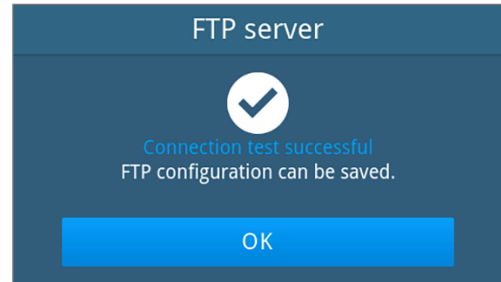 FTP server
Connection test successful
FTP configuration can be saved.
OK